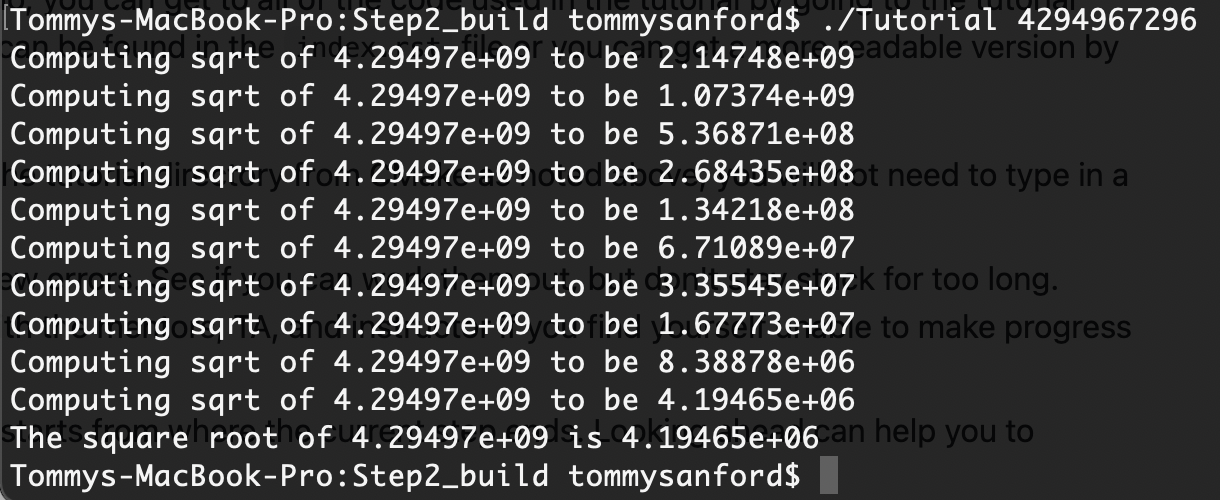 Tommys-MacBook-Pro:Step2_build tommysanford$ ./Tutorial 4294967296
Computing sqrt of 4.29497e+09 to be 2.14748e+09
Computing sqrt of 4.29497e+09 to be 1.07374e+09
Computing sqrt of 4.29497e+09 to be 5.36871e+08
Computing sqrt of 4.29497e+09 to be 2.68435e+08
Computing sqrt of 4.29497e+09 to be 1.34218e+08
Computing sqrt of 4.29497e+09 to be 6.71089e+07
Computing sqrt of 4.29497e+09 to be 3.35545e+07
Computing sqrt of 4.29497e+09 to be 1.67773e+07
Computing sqrt of 4.29497e+09 to be 8.38878e+06
Computing sqrt of 4.29497e+09 to be 4.19465e+06
The square root of 4.29497e+09 is 4.19465e+06
Tommys-MacBook-Pro:Step2_build tommysanford$